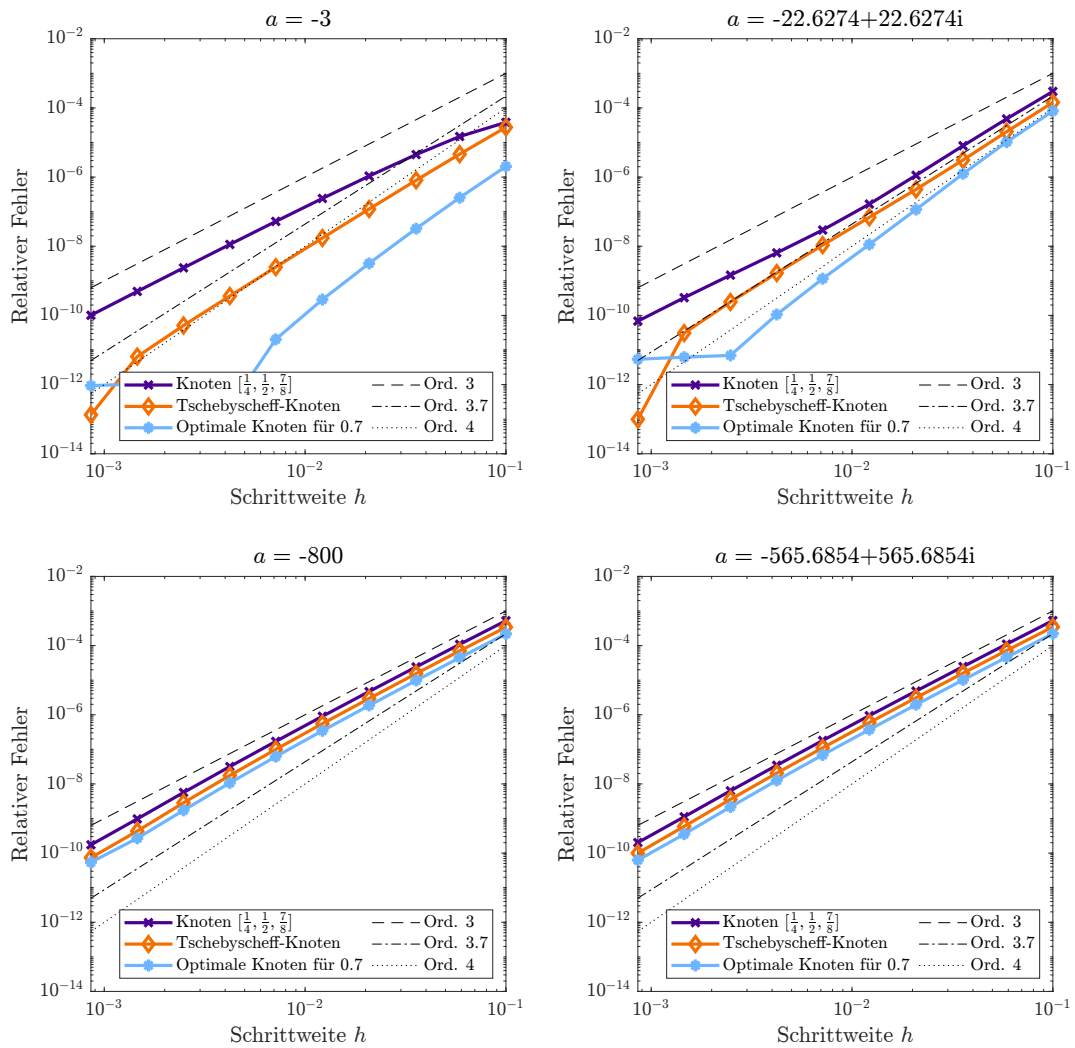 a = -3
Relativer Fehler
10^-2
10^-4
10^-6
10^-8
10^-10
10^-12
10^-14
Knoten [1/4, 1/2, 7/8]
Tschebyscheff-Knoten
Optimale Knoten für 0.7
Ord. 3
Ord. 3.7
Ord. 4
10^-3
10^-2
10^-1
Schrittweite h
a = -22.6274+22.6274i
Relativer Fehler
10^-2
10^-4
10^-6
10^-8
10^-10
10^-12
10^-14
Knoten [1/4, 1/2, 7/8]
Tschebyscheff-Knoten
Optimale Knoten für 0.7
Ord. 3
Ord. 3.7
Ord. 4
10^-3
10^-2
10^-1
Schrittweite h
a = -800
Relativer Fehler
10^-2
10^-4
10^-6
10^-8
10^-10
10^-12
10^-14
Knoten [1/4, 1/2, 7/8]
Tschebyscheff-Knoten
Optimale Knoten für 0.7
Ord. 3
Ord. 3.7
Ord. 4
10^-3
10^-2
10^-1
Schrittweite h
a = -565.6854+565.6854i
Relativer Fehler
10^-2
10^-4
10^-6
10^-8
10^-10
10^-12
10^-14
Knoten [1/4, 1/2, 7/8]
Tschebyscheff-Knoten
Optimale Knoten für 0.7
Ord. 3
Ord. 3.7
Ord. 4
10^-3
10^-2
10^-1
Schrittweite h